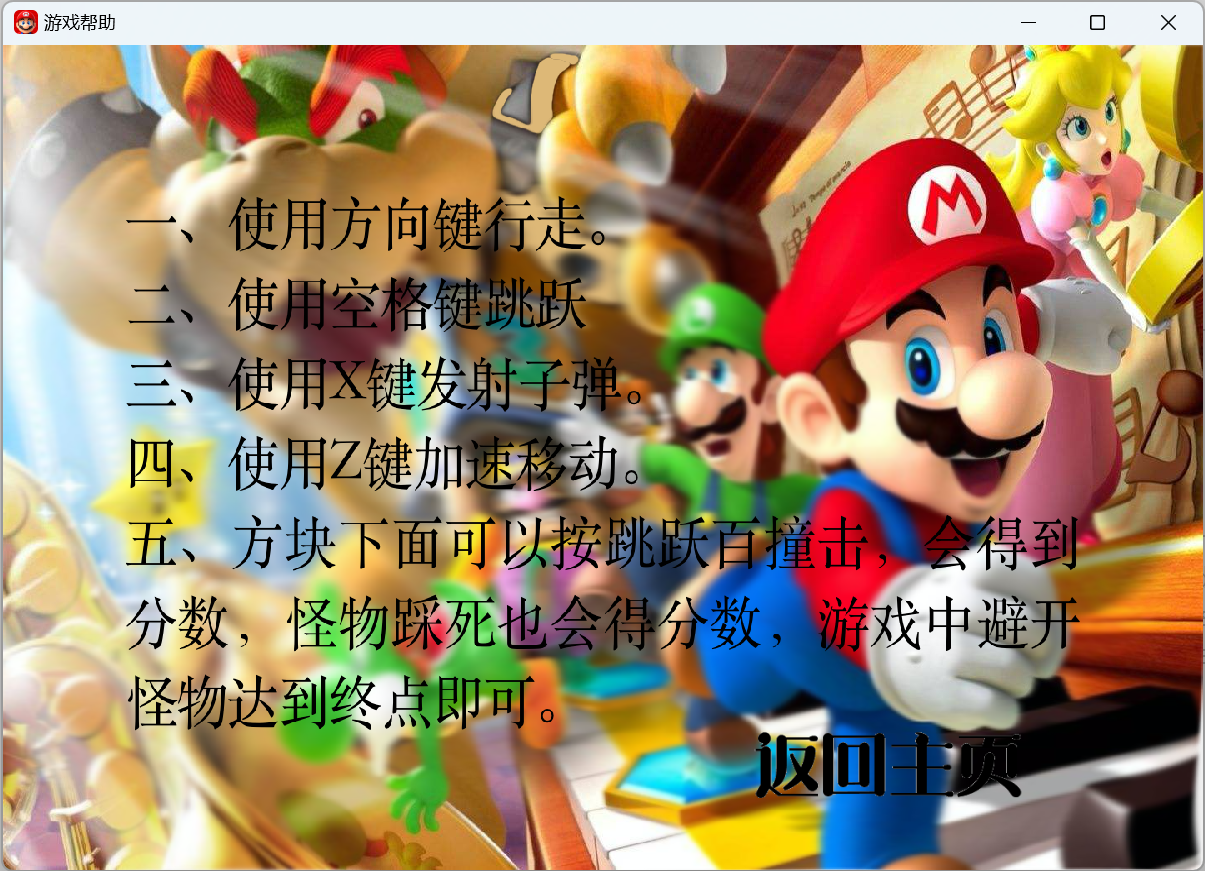 游戏帮助
M
一、使用方向键行走。
二、使用空格键跳跃
三、使用X键发射子弹。
四、使用Z键加速移动。
五、方块下面可以按跳跃百撞击，会得到
分数，怪物踩死也会得分数，游戏中避开
怪物达到终点即可。
返回主页